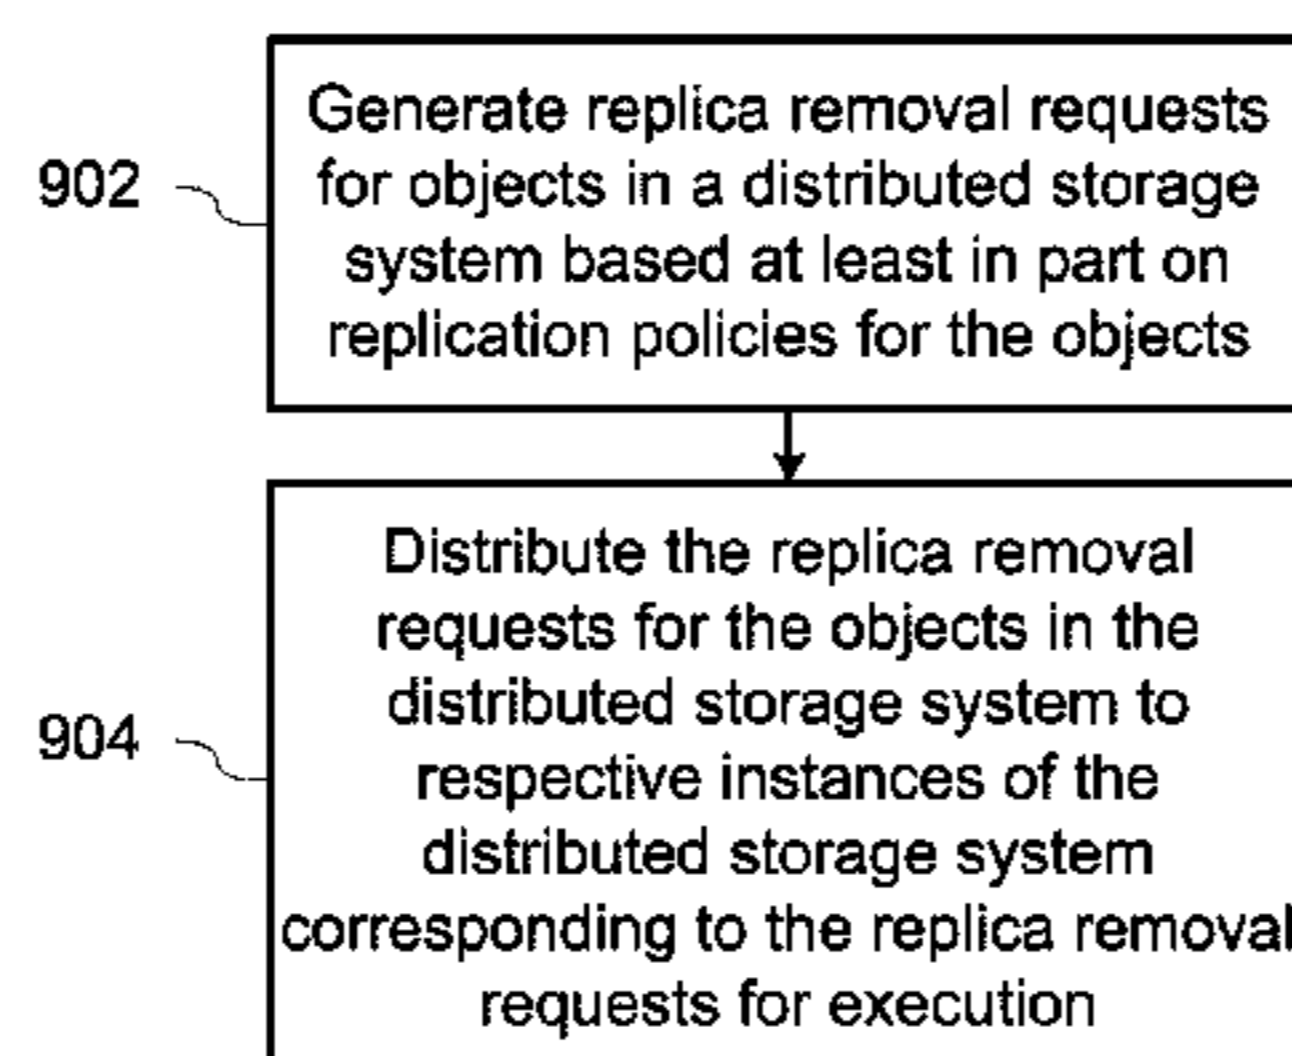 Generate replica removal requests
902
for objects in a distributed storage
system based at least in part on
replication policies for the objects
Distribute the replica removal
requests for the objects in the
distributed storage system to
904
respective instances of the
distributed storage system
corresponding to the replica removal
requests for execution